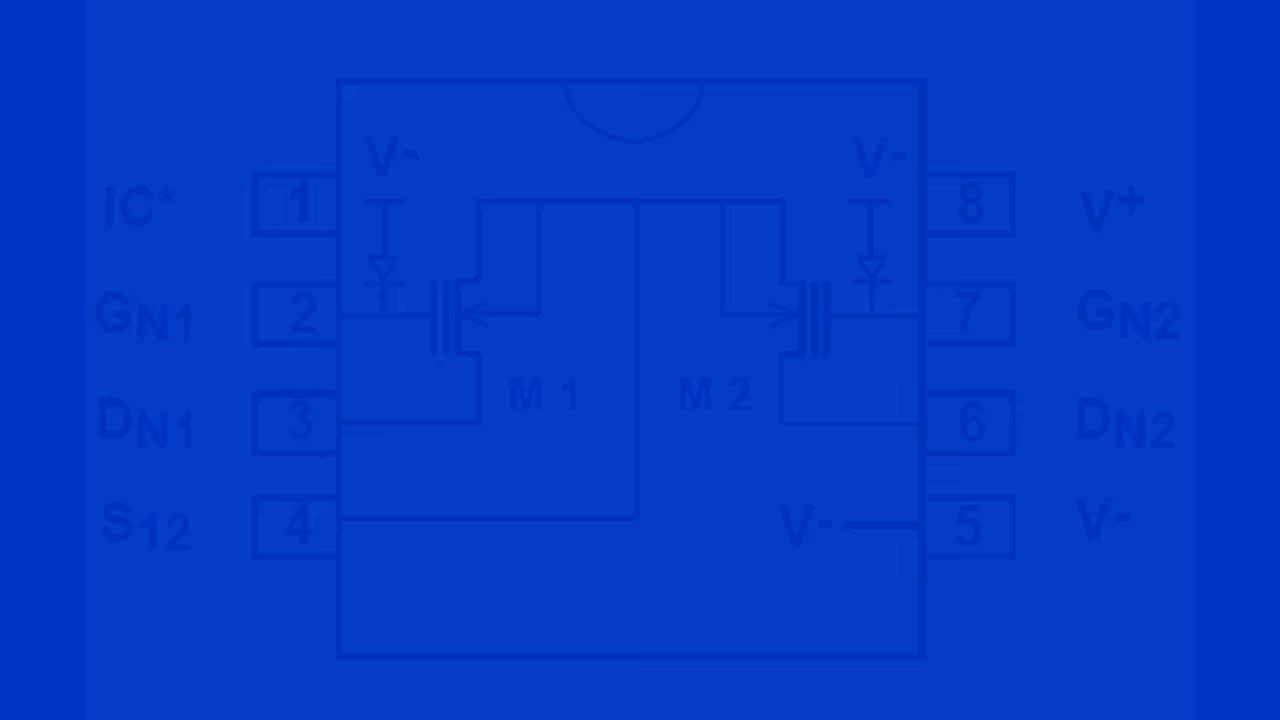 V- V-
IC* 1 8 V+
GN1 2 7 GN2
M 1 M 2
DN1 3 6 DN2
S12 4 V- 5 V-